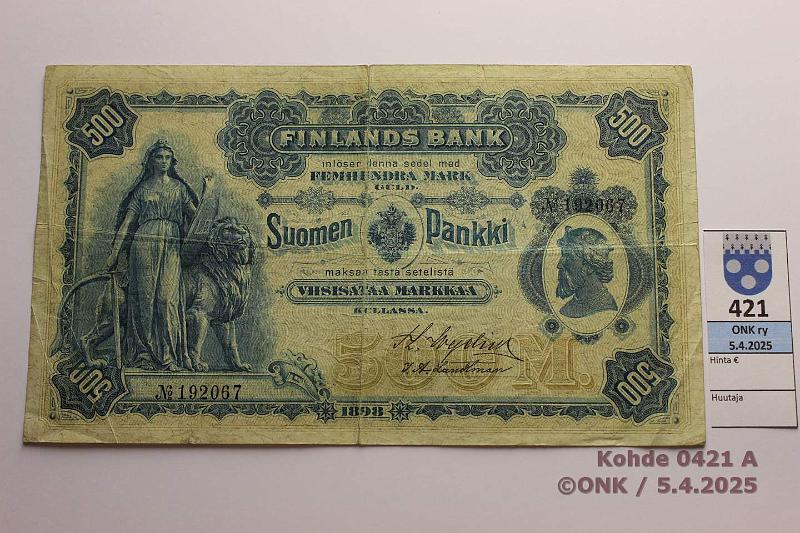 500
500
FINLANDS BANK
inlöser denna sedel med
FEMHUNDRA MARK
GULD.
№ 192067
Suomen Pankki
maksaa tästä setelistä
VIISISATAA MARKKAA
KULLASSA.
500 M.
500
№ 192067
1898
500
421
ONK ry
5.4.2025
Hinta €
Huutaja
Kohde 0421 A
©ONK / 5.4.2025